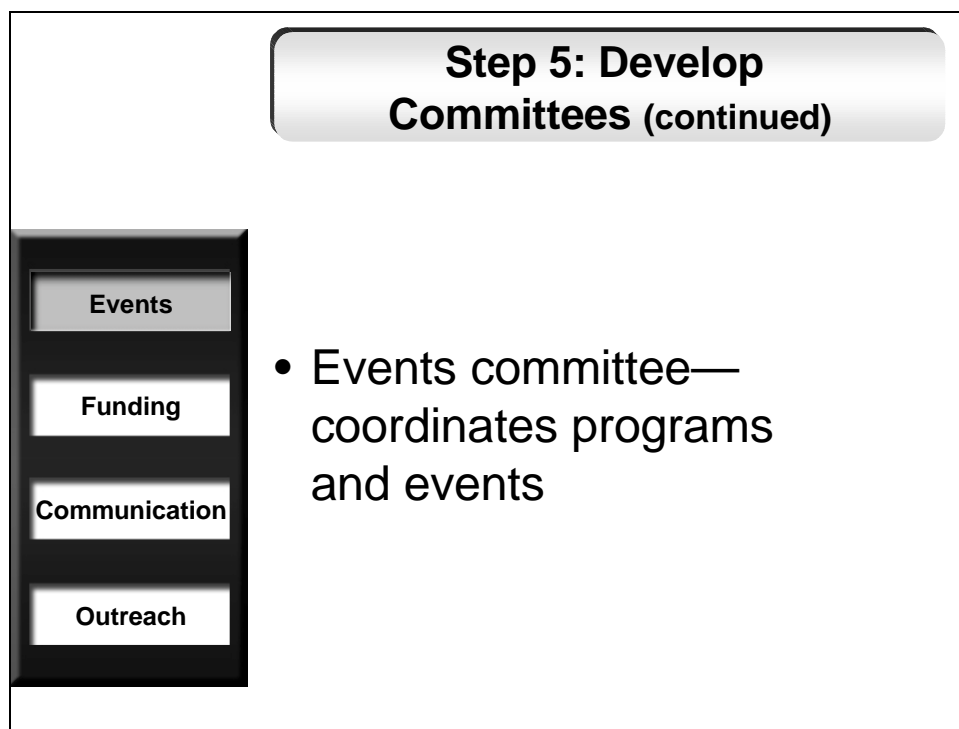 Step 5: Develop
Committees (continued)
Events
Funding
Communication
Outreach
• Events committee—
coordinates programs
and events